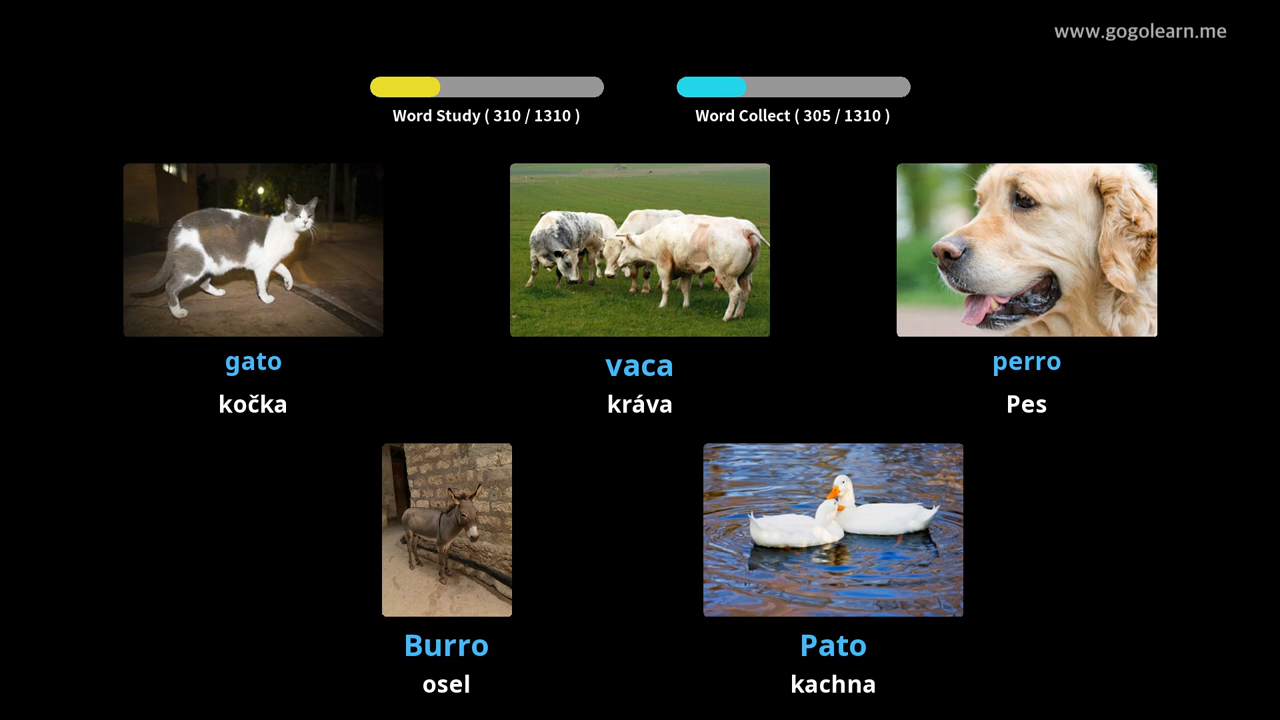 www.gogolearn.me
Word Study ( 310 / 1310 )
Word Collect ( 305 / 1310 )
gato
kočka
vaca
kráva
perro
Pes
Burro
osel
Pato
kachna